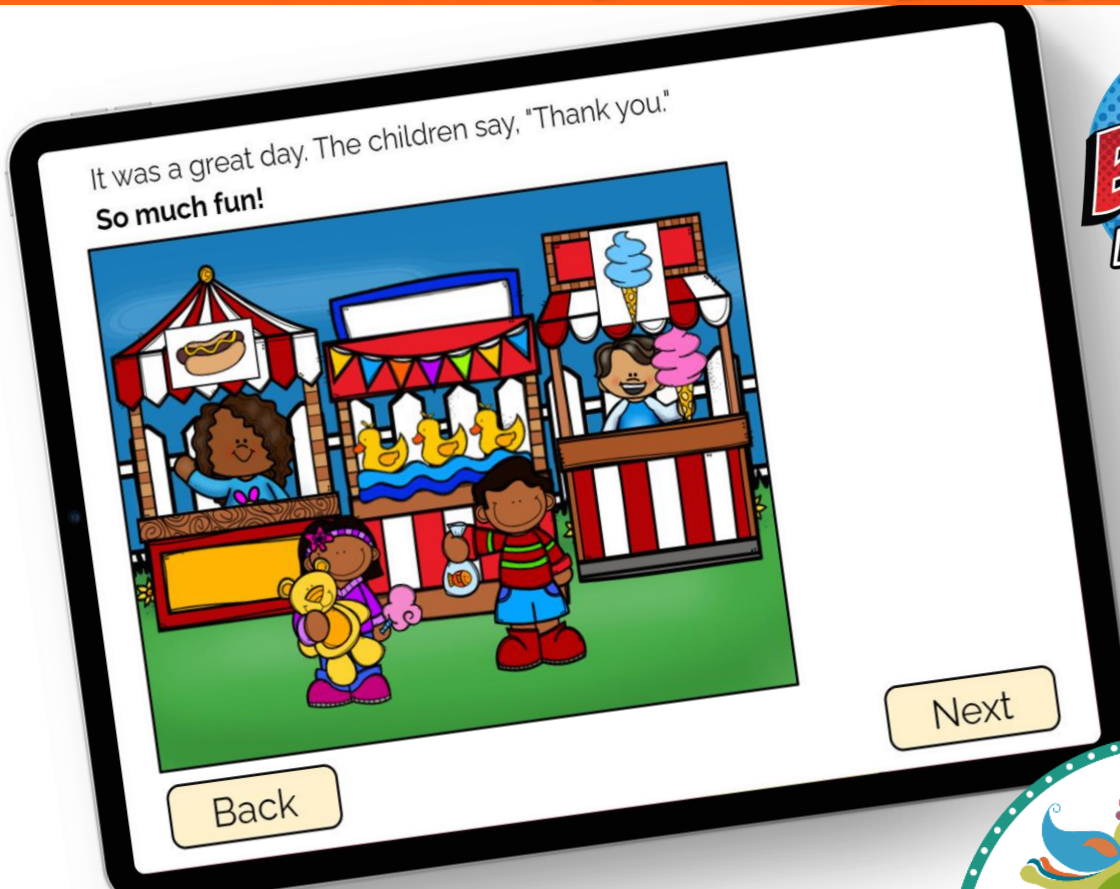 It was a great day. The children say, "Thank you."
So much fun!
Next
Back